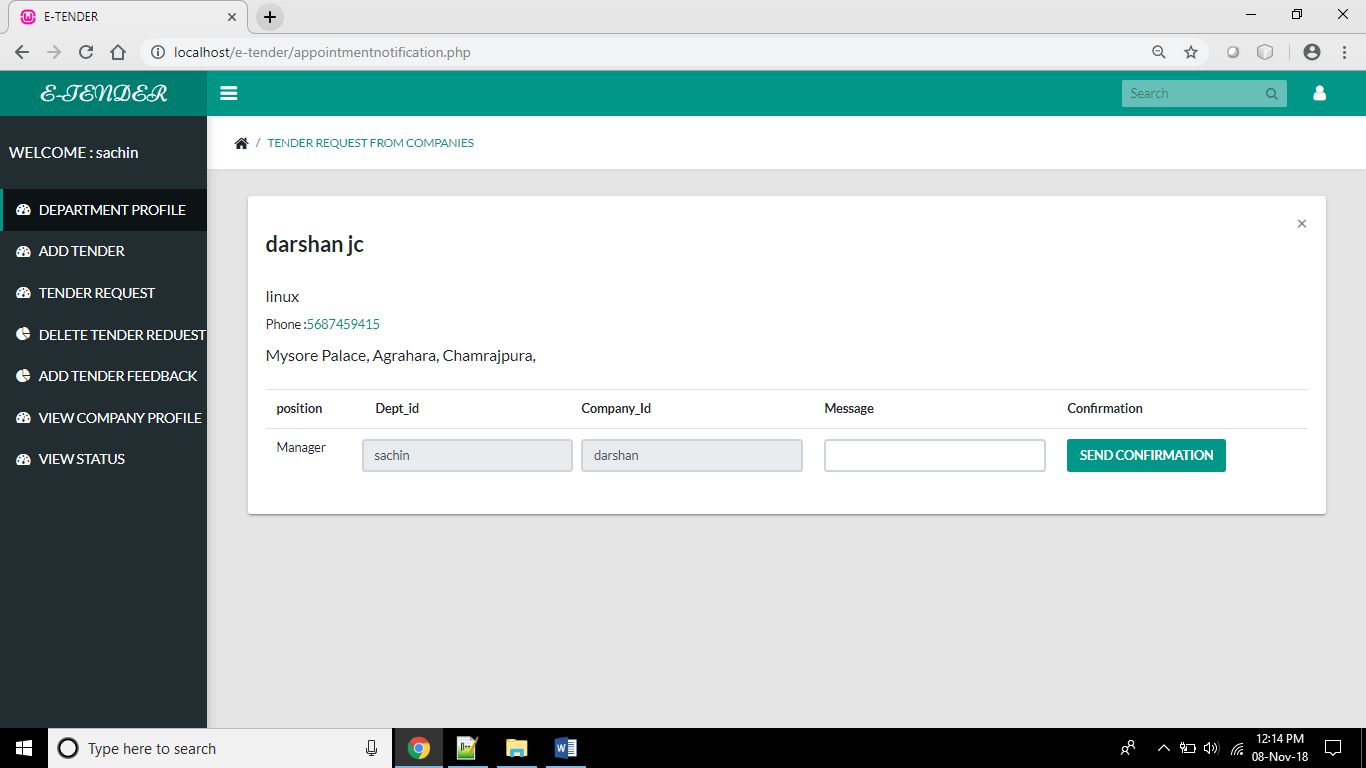 E-TENDER
localhost/e-tender/appointmentnotification.php
E-TENDER
Search
WELCOME : sachin
/ TENDER REQUEST FROM COMPANIES
DEPARTMENT PROFILE
ADD TENDER
TENDER REQUEST
DELETE TENDER REDUEST
ADD TENDER FEEDBACK
VIEW COMPANY PROFILE
VIEW STATUS
×
darshan jc
linux
Phone :5687459415
Mysore Palace, Agrahara, Chamrajpura,
position Dept_id Company_Id Message Confirmation
Manager sachin darshan SEND CONFIRMATION
Type here to search
12:14 PM
08-Nov-18